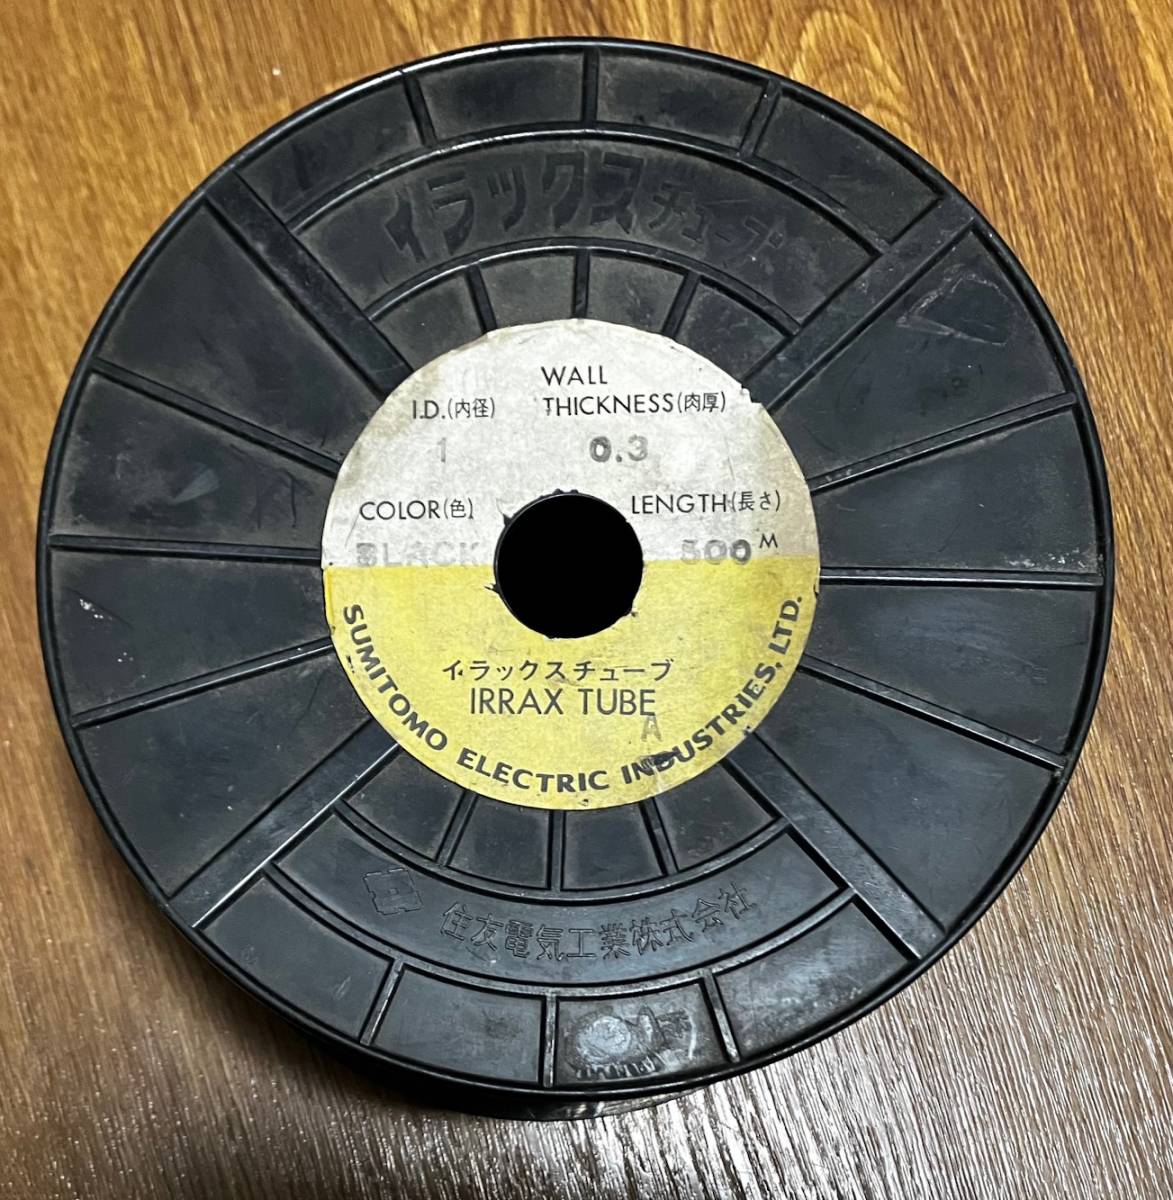 イラックスチューブ
WALL
I.D.(内径) THICKNESS(肉厚)
1 0.3
COLOR(色) LENGTH(長さ)
BLACK 500 M
イラックスチューブ
IRRAX TUBE
A
SUMITOMO ELECTRIC INDUSTRIES, LTD.
住友電気工業株式会社